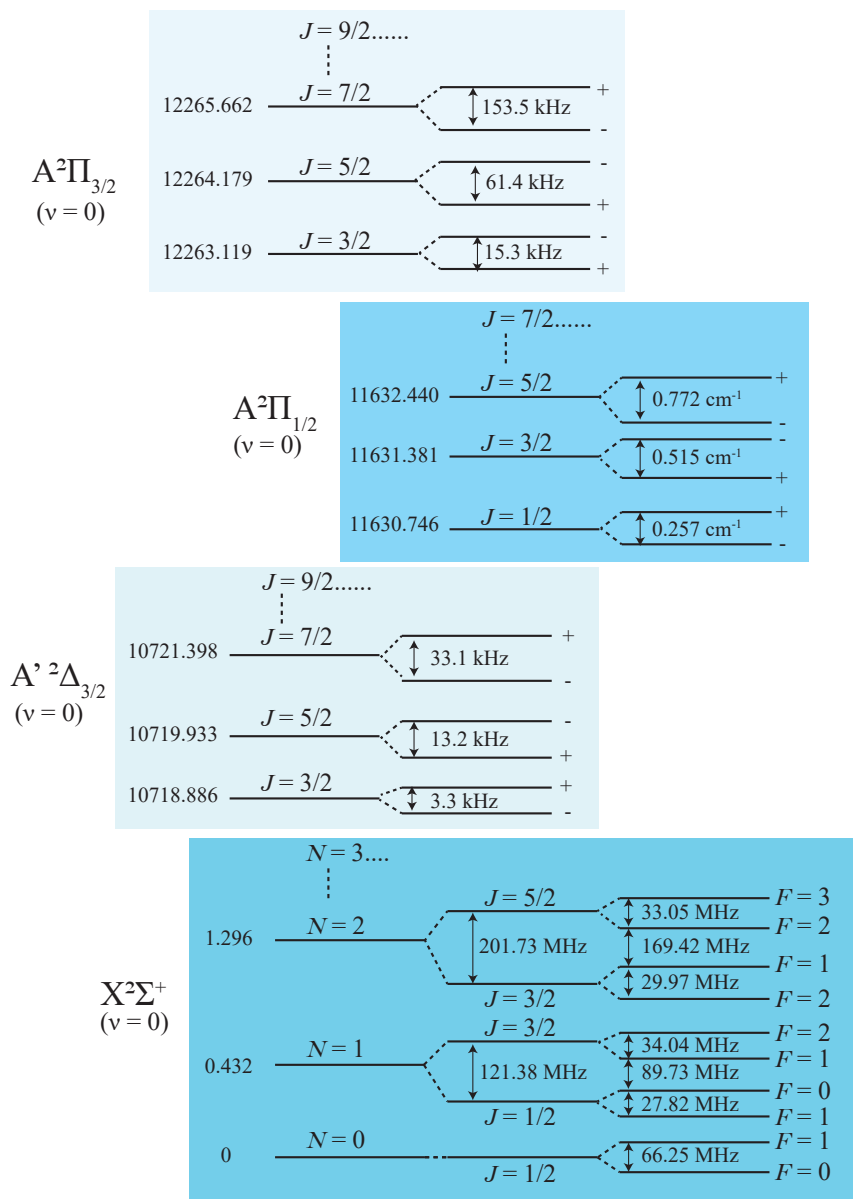 J = 9/2......
12265.662 J = 7/2 153.5 kHz + -
A²Π₃/₂
(ν = 0)
12264.179 J = 5/2 61.4 kHz - +
12263.119 J = 3/2 15.3 kHz - +
J = 7/2......
A²Π₁/₂
(ν = 0)
11632.440 J = 5/2 0.772 cm⁻¹ + -
11631.381 J = 3/2 0.515 cm⁻¹ - +
11630.746 J = 1/2 0.257 cm⁻¹ + -
J = 9/2......
10721.398 J = 7/2 33.1 kHz + -
A’ ²Δ₃/₂
(ν = 0)
10719.933 J = 5/2 13.2 kHz - +
10718.886 J = 3/2 3.3 kHz + -
N = 3....
X²Σ⁺
(ν = 0)
1.296 N = 2
J = 5/2
201.73 MHz
J = 3/2
F = 3
33.05 MHz
F = 2
169.42 MHz
F = 1
29.97 MHz
F = 2
0.432 N = 1
J = 3/2
121.38 MHz
J = 1/2
F = 2
34.04 MHz
F = 1
89.73 MHz
F = 0
27.82 MHz
F = 1
0 N = 0
J = 1/2
F = 1
66.25 MHz
F = 0